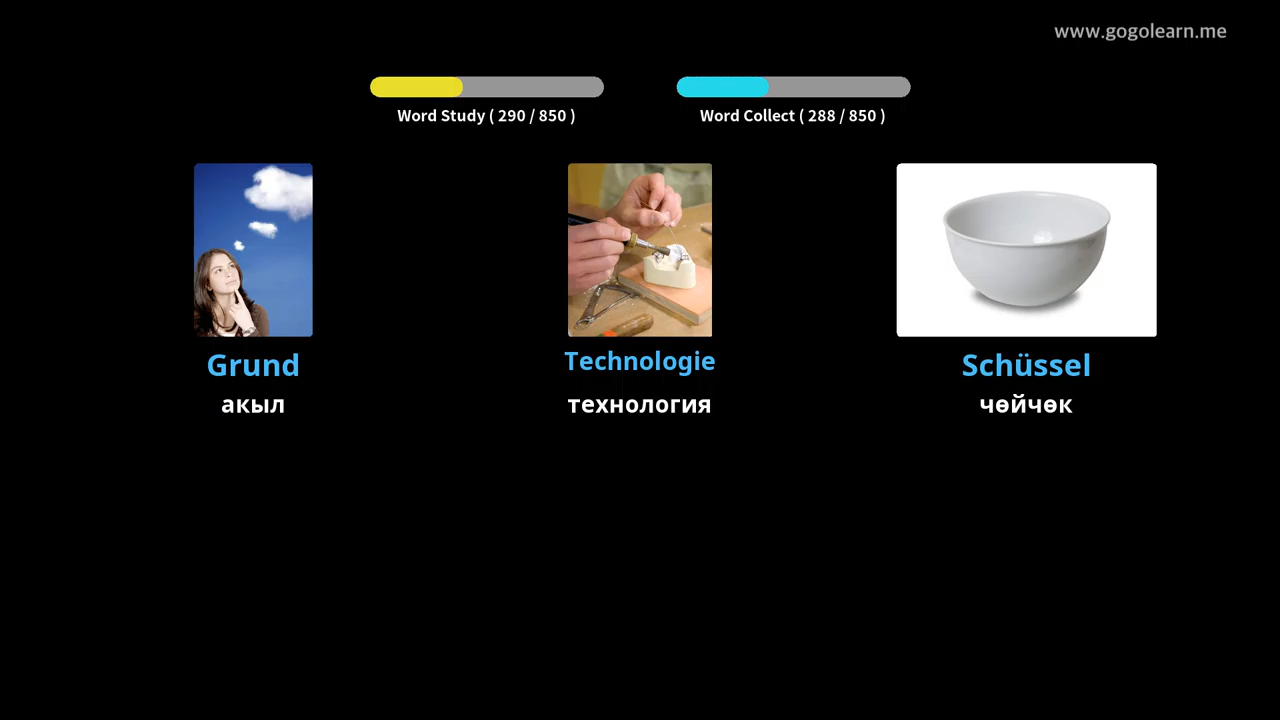 www.gogolearn.me
Word Study ( 290 / 850 )
Word Collect ( 288 / 850 )
Grund
Technologie
Schüssel
акыл
технология
чөйчөк